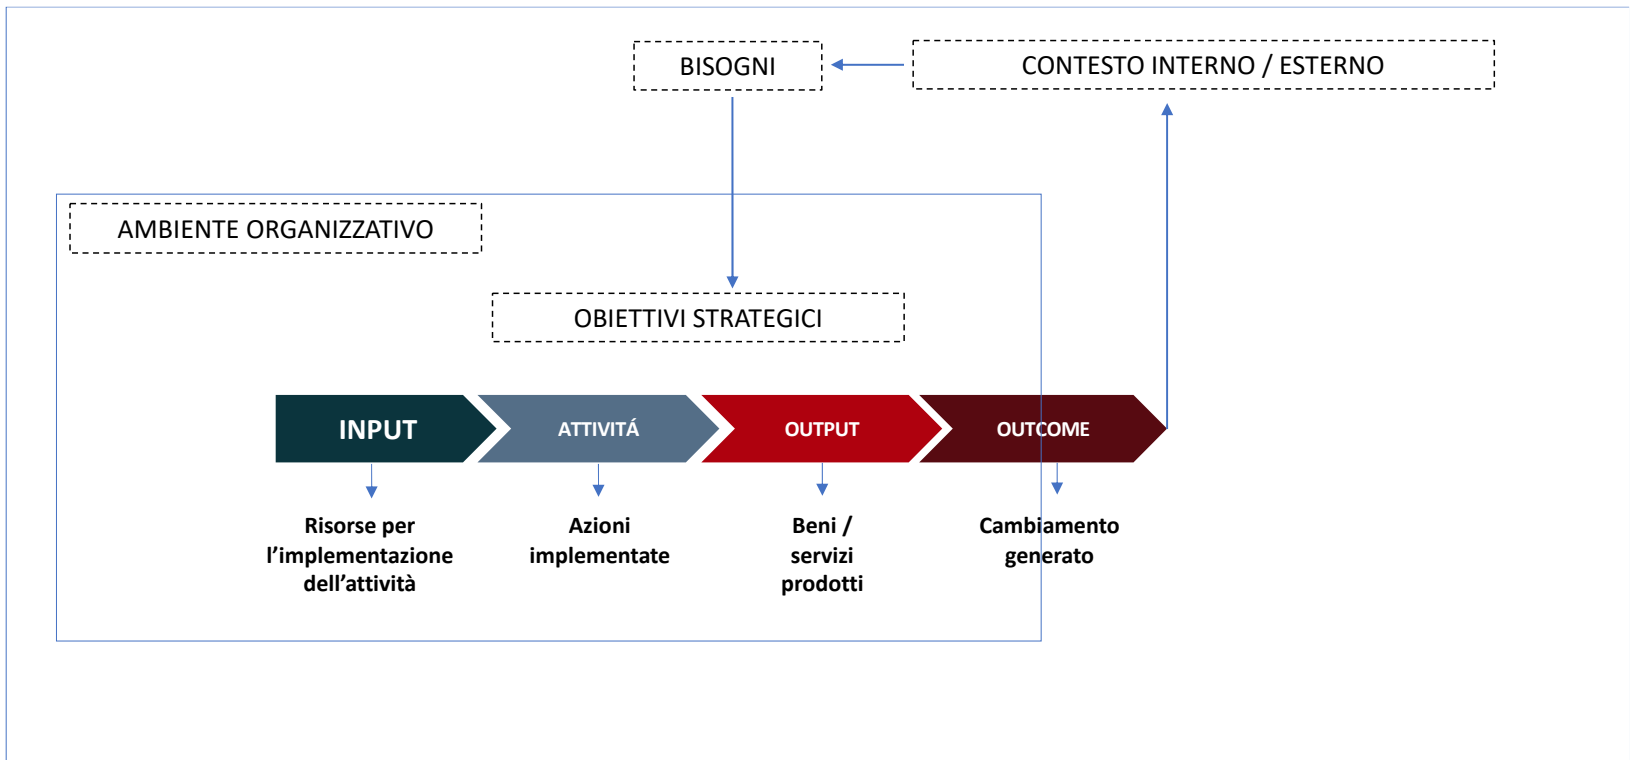 BISOGNI
CONTESTO INTERNO / ESTERNO
AMBIENTE ORGANIZZATIVO
OBIETTIVI STRATEGICI
INPUT
ATTIVITÁ
OUTPUT
OUTCOME
Risorse per
l’implementazione
dell’attività
Azioni
implementate
Beni /
servizi
prodotti
Cambiamento
generato